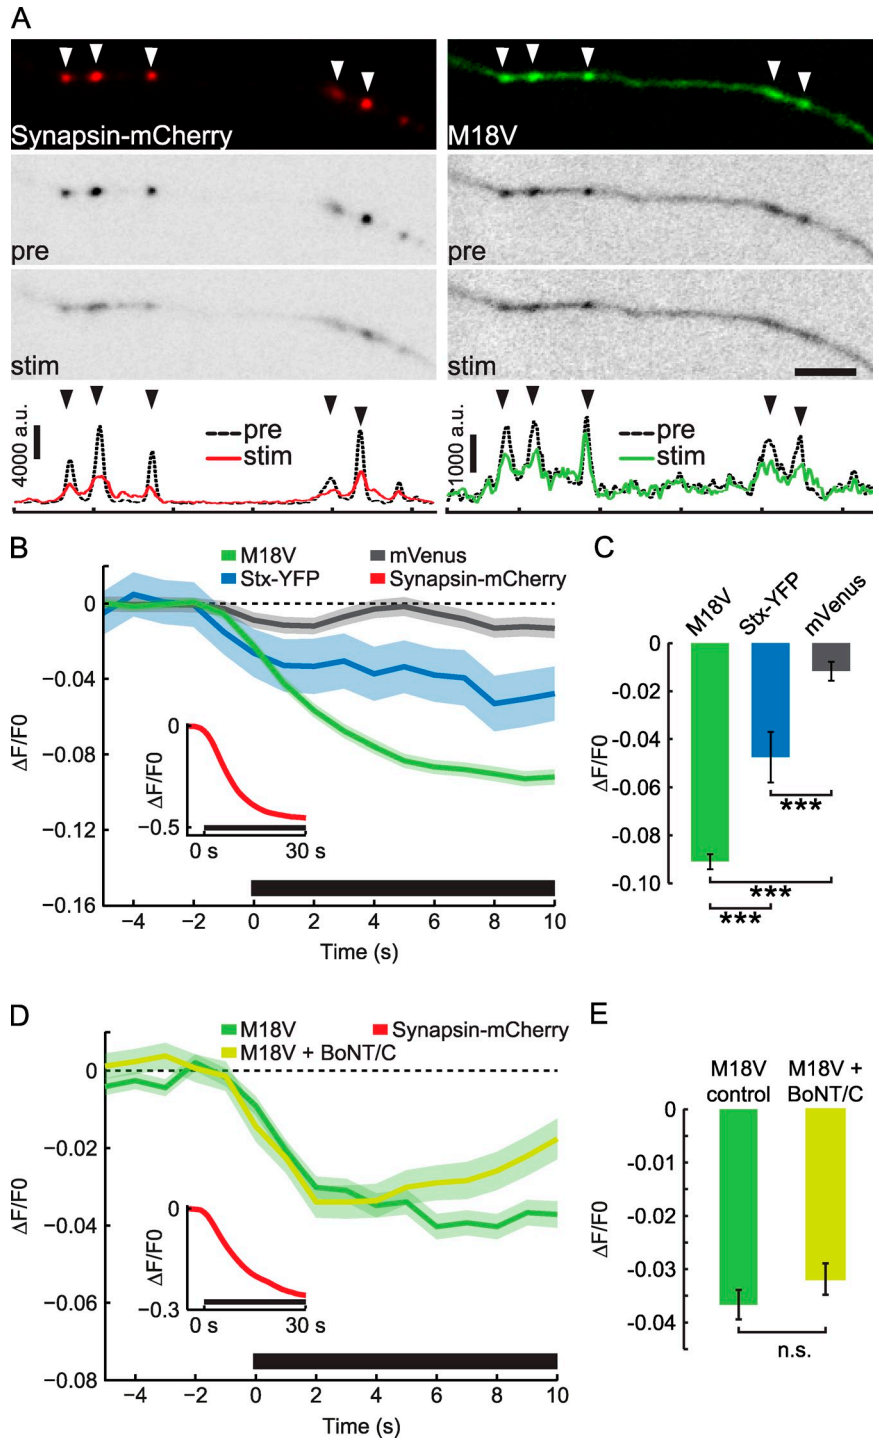 A
Synapsin-mCherry
M18V
pre
pre
stim
stim
4000 a.u.
pre
stim
1000 a.u.
pre
stim
B
M18V
mVenus
Stx-YFP
Synapsin-mCherry
0
−0.04
−0.08
−0.12
−0.16
ΔF/F0
0
−0.5
ΔF/F0
0 s
30 s
−4
−2
0
2
4
6
8
10
Time (s)
C
M18V
Stx-YFP
mVenus
0
-0.02
-0.04
-0.06
-0.08
-0.10
ΔF/F0
***
***
***
D
M18V
Synapsin-mCherry
M18V + BoNT/C
0
−0.02
−0.04
−0.06
−0.08
ΔF/F0
0
−0.3
ΔF/F0
0 s
30 s
−4
−2
0
2
4
6
8
10
Time (s)
E
M18V
control
M18V +
BoNT/C
0
-0.01
-0.02
-0.03
-0.04
ΔF/F0
n.s.